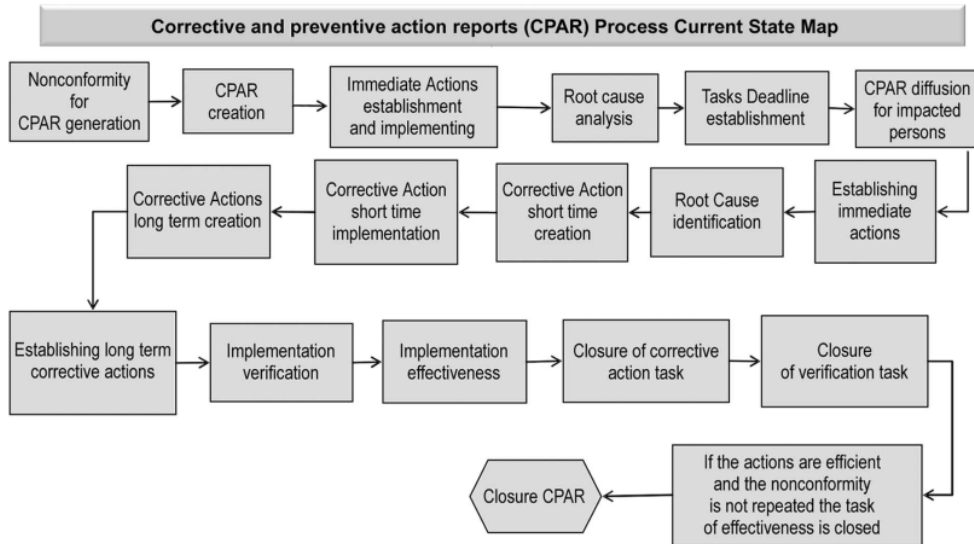 Corrective and preventive action reports (CPAR) Process Current State Map
Nonconformity
for
CPAR generation
CPAR
creation
Immediate Actions
establishment
and implementing
Root cause
analysis
Tasks Deadline
establishment
CPAR diffusion
for impacted
persons
Establishing
immediate
actions
Root Cause
identification
Corrective Action
short time
creation
Corrective Action
short time
implementation
Corrective Actions
long term creation
Establishing long term
corrective actions
Implementation
verification
Implementation
effectiveness
Closure of corrective
action task
Closure
of verification task
If the actions are efficient
and the nonconformity
is not repeated the task
of effectiveness is closed
Closure CPAR